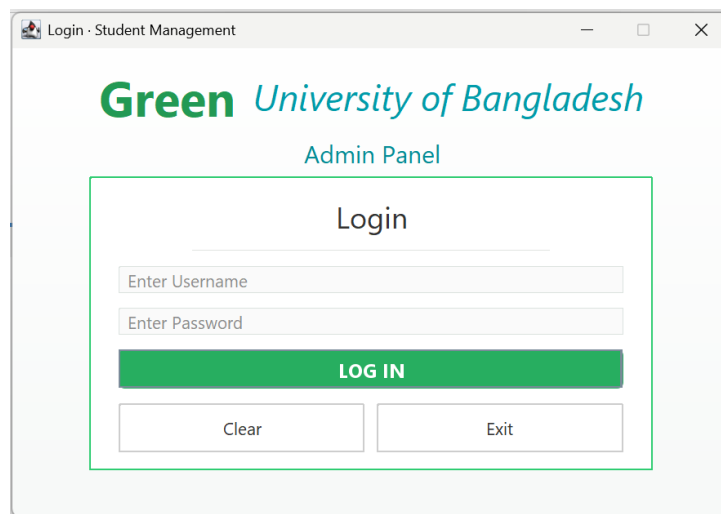 Login · Student Management
Green University of Bangladesh
Admin Panel
Login
Enter Username
Enter Password
LOG IN
Clear Exit